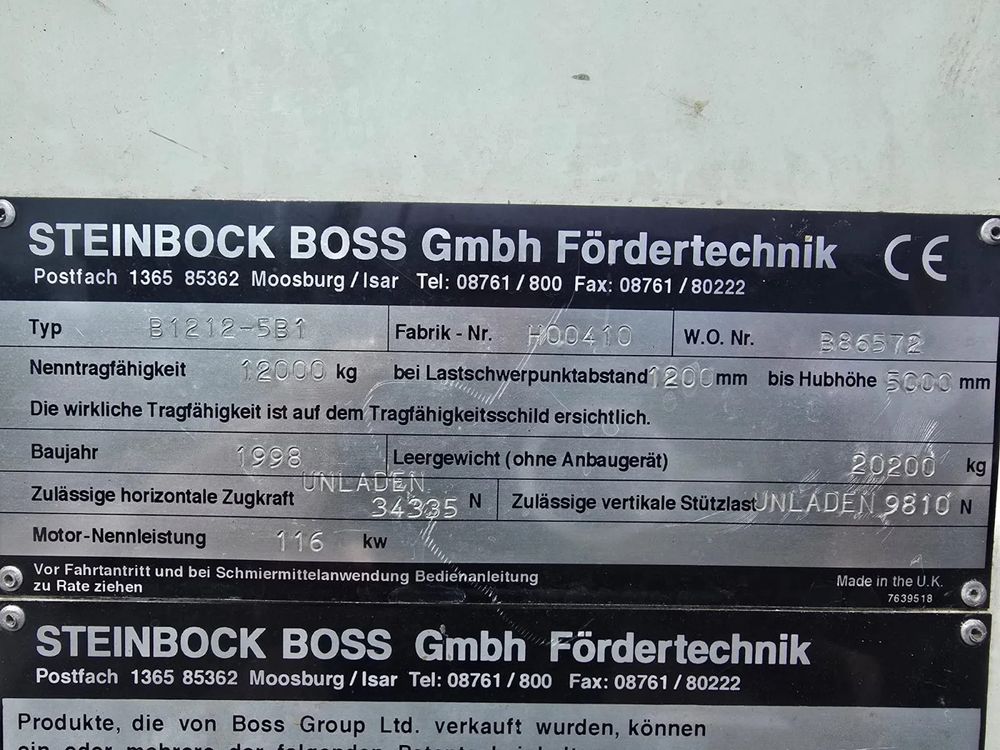 STEINBOCK BOSS Gmbh Fördertechnik CE
Postfach 1365 85362 Moosburg / Isar Tel: 08761 / 800 Fax: 08761 / 80222
Typ B1212-5B1 Fabrik - Nr. H00410 W.O. Nr. B86572
Nenntragfähigkeit 12000 kg bei Lastschwerpunktabstand 1200 mm bis Hubhöhe 5000 mm
Die wirkliche Tragfähigkeit ist auf dem Tragfähigkeitsschild ersichtlich.
Baujahr 1998 Leergewicht (ohne Anbaugerät) 20200 kg
Zulässige horizontale Zugkraft UNLADEN 34335 N Zulässige vertikale Stützlast UNLADEN 9810 N
Motor-Nennleistung 116 kw
Vor Fahrtantritt und bei Schmiermittelanwendung Bedienanleitung
zu Rate ziehen
Made in the U.K.
7639518
STEINBOCK BOSS Gmbh Fördertechnik
Postfach 1365 85362 Moosburg / Isar Tel: 08761 / 800 Fax: 08761 / 80222
Produkte, die von Boss Group Ltd. verkauft wurden, können
ein oder mehrere der folgenden